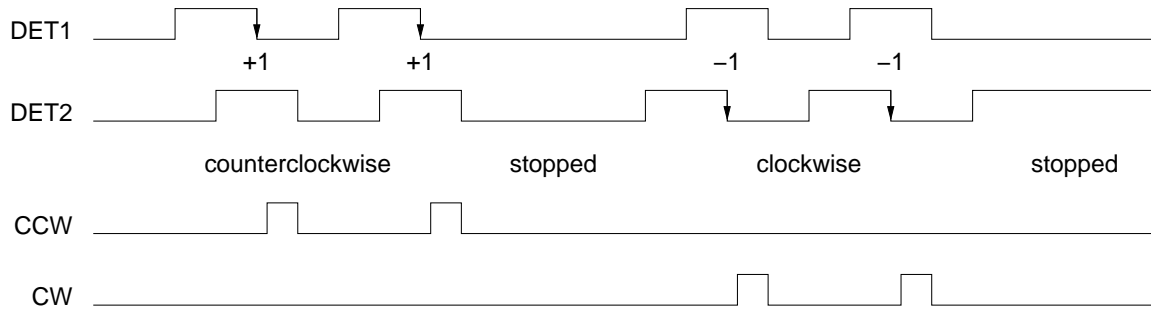 DET1
+1 +1 −1 −1
DET2
counterclockwise stopped clockwise stopped
CCW
CW